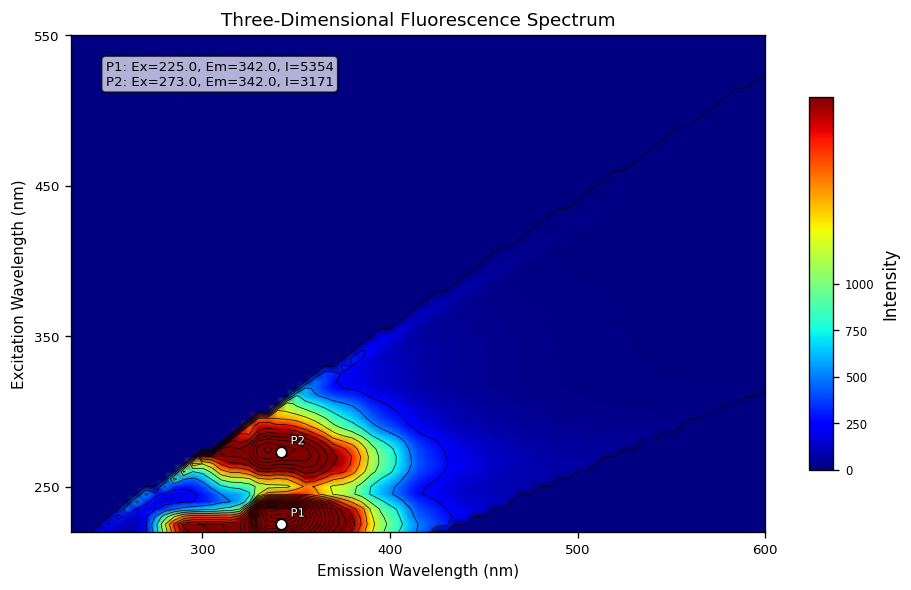 Three-Dimensional Fluorescence Spectrum
550
P1: Ex=225.0, Em=342.0, I=5354
P2: Ex=273.0, Em=342.0, I=3171
450
350
250
Excitation Wavelength (nm)
P2
P1
300
400
500
600
Emission Wavelength (nm)
1000
750
500
250
0
Intensity